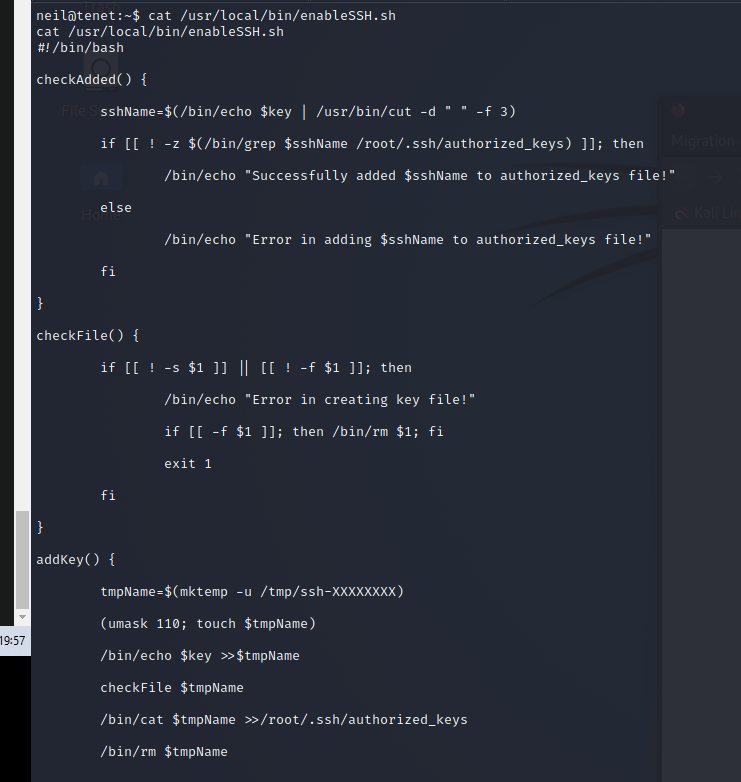 neil@tenet:~$ cat /usr/local/bin/enableSSH.sh
cat /usr/local/bin/enableSSH.sh
#!/bin/bash
checkAdded() {
sshName=$(/bin/echo $key | /usr/bin/cut -d " " -f 3)
if [[ ! -z $(/bin/grep $sshName /root/.ssh/authorized_keys) ]]; then
/bin/echo "Successfully added $sshName to authorized_keys file!"
else
/bin/echo "Error in adding $sshName to authorized_keys file!"
fi
}
checkFile() {
if [[ ! -s $1 ]] || [[ ! -f $1 ]]; then
/bin/echo "Error in creating key file!"
if [[ -f $1 ]]; then /bin/rm $1; fi
exit 1
fi
}
addKey() {
tmpName=$(mktemp -u /tmp/ssh-XXXXXXXX)
(umask 110; touch $tmpName)
/bin/echo $key >>$tmpName
checkFile $tmpName
/bin/cat $tmpName >>/root/.ssh/authorized_keys
/bin/rm $tmpName
19:57
Migration
Home
Kali Lin